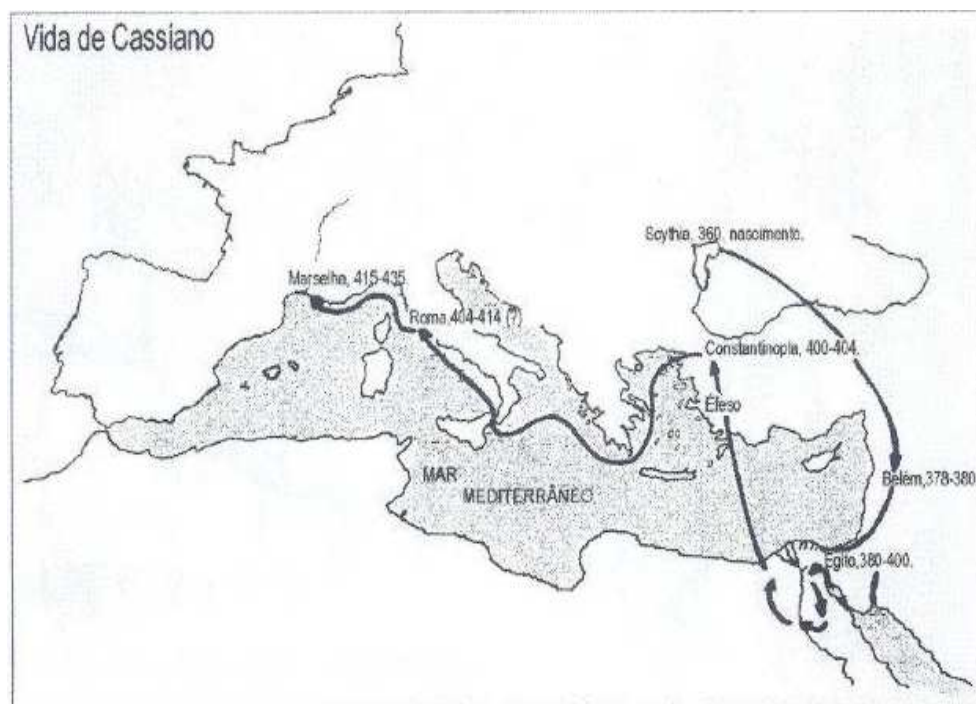 Vida de Cassiano
Scythia, 360, nascimento.
Marselha, 415-435
Roma,404-414 (?)
Constantinopla, 400-404.
Éfeso
Belém,378-380
MAR
MEDITERRÂNEO
Egito,380-400.